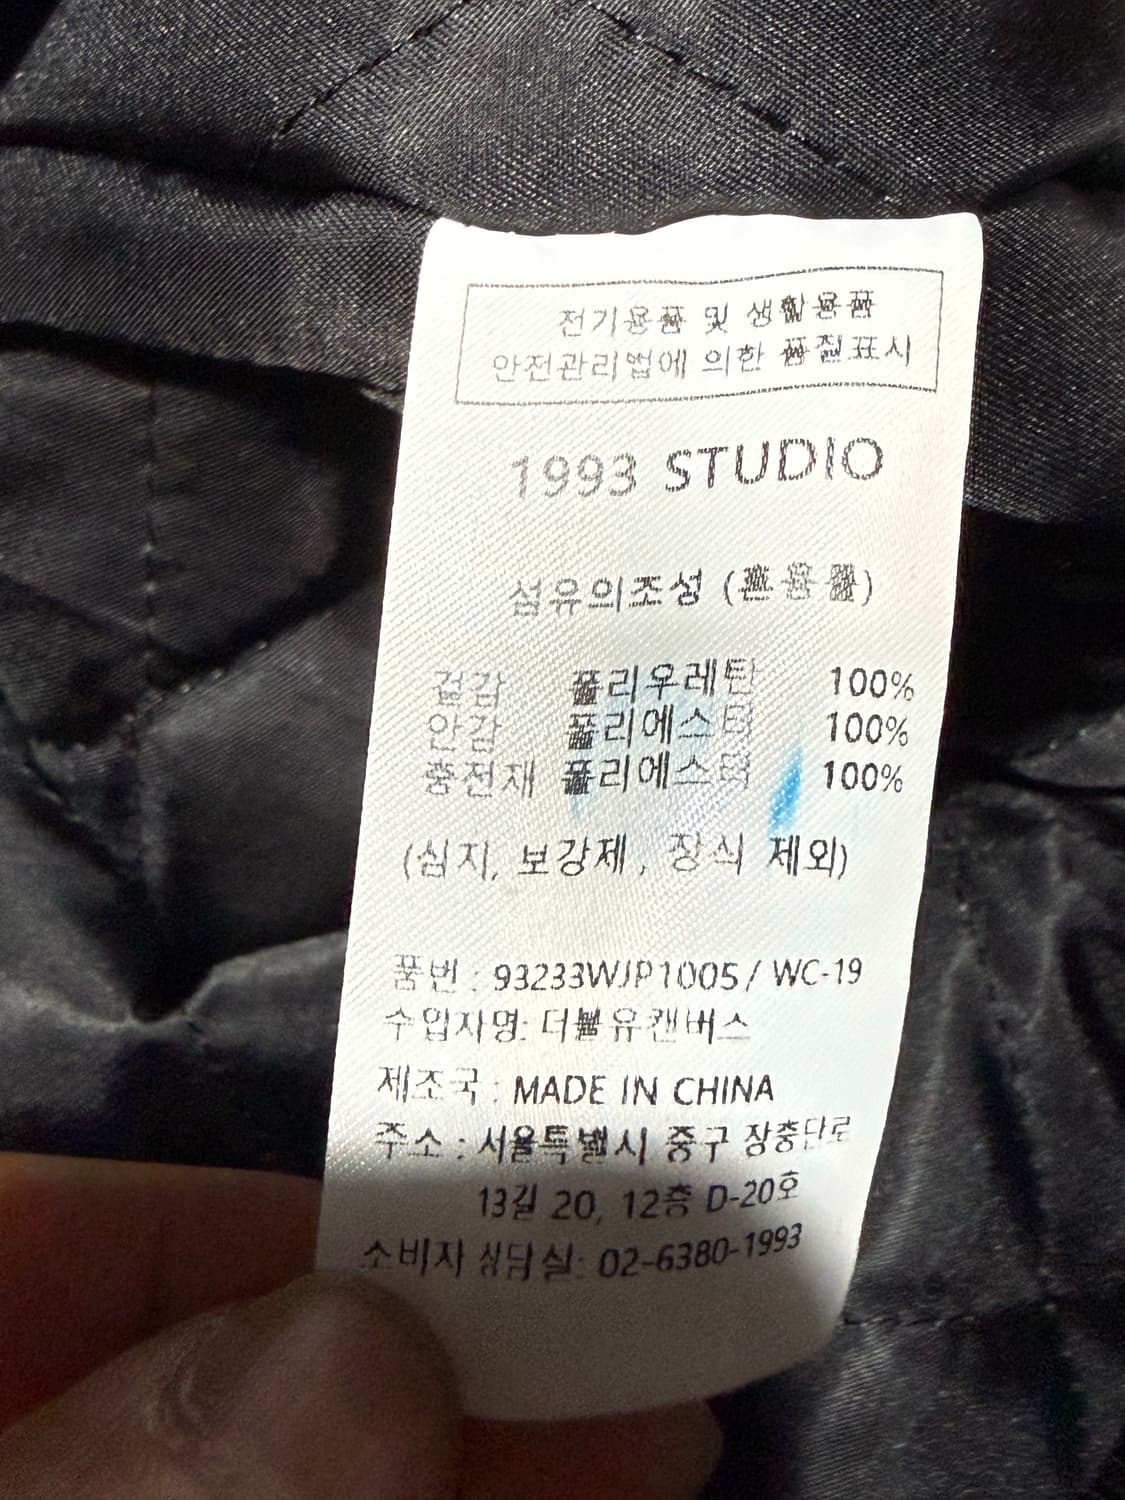 전기용품 및 생활용품
안전관리법에 의한 품질표시
1993 STUDIO
섬유의조성 (혼용률)
겉감 폴리우레탄 100%
안감 폴리에스터 100%
충전재 폴리에스터 100%
(심지, 보강제, 장식 제외)
품번 : 93233WJP1005 / WC-19
수입자명: 더블유캔버스
제조국 : MADE IN CHINA
주소 : 서울특별시 중구 장충단로
13길 20, 12층 D-20호
소비자 상담실: 02-6380-1993